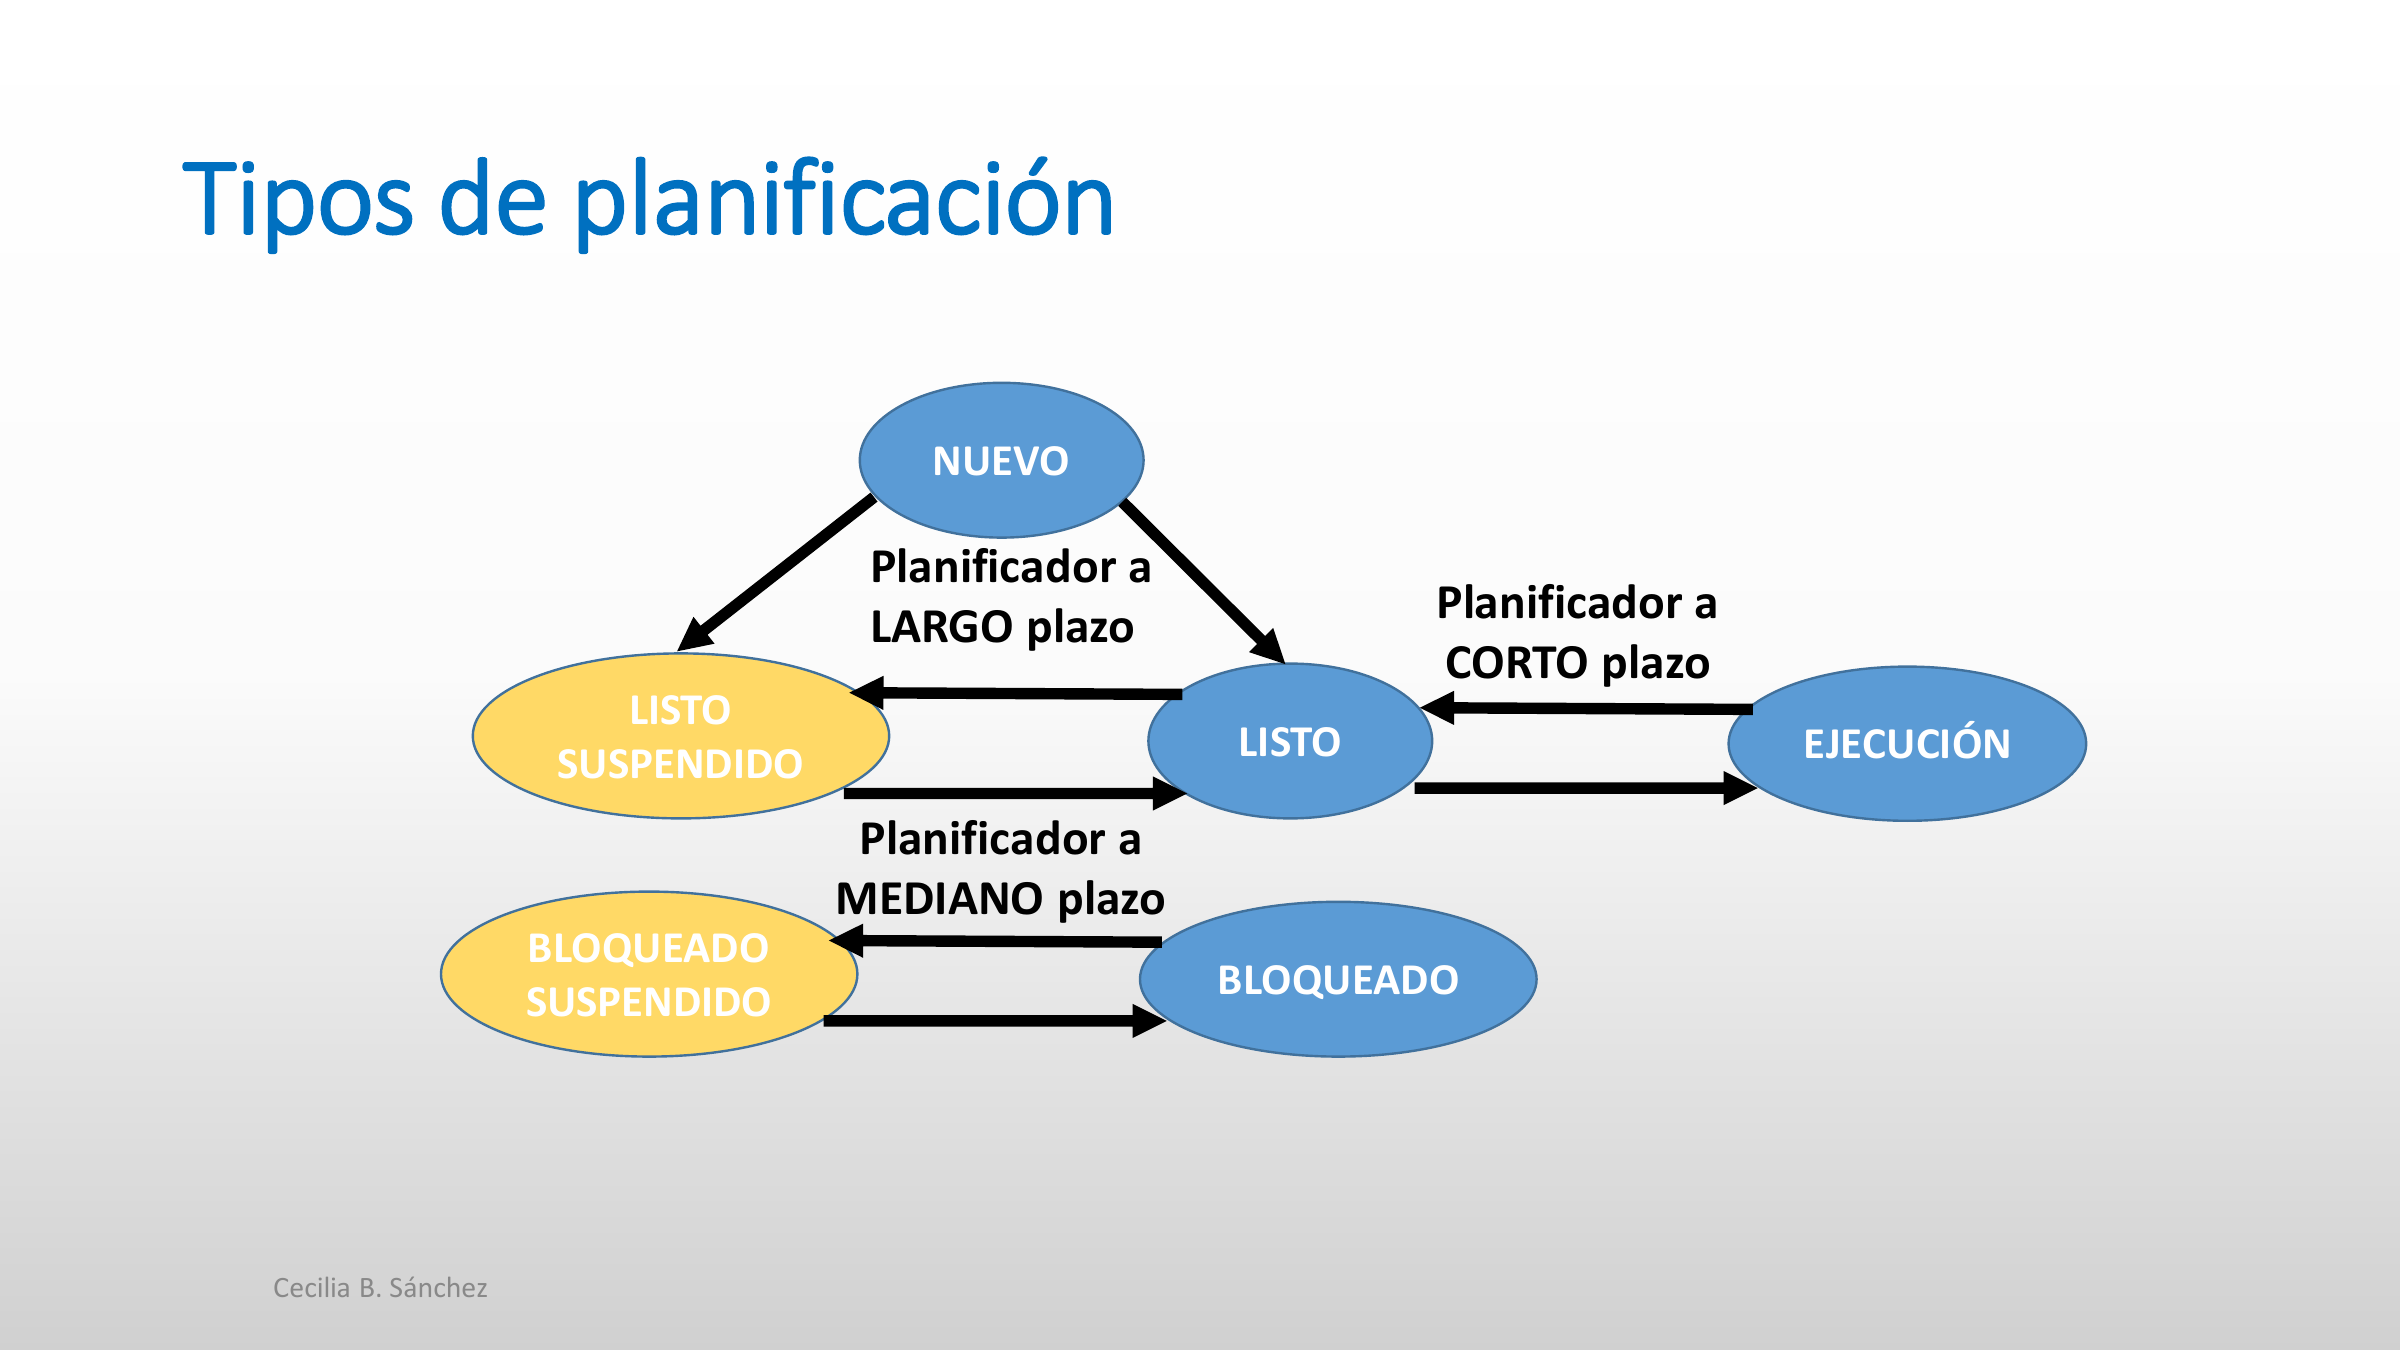 Tipos de planificación
NUEVO
Planificador a
LARGO plazo
Planificador a
CORTO plazo
LISTO
SUSPENDIDO
LISTO
EJECUCIÓN
Planificador a
MEDIANO plazo
BLOQUEADO
SUSPENDIDO
BLOQUEADO
Cecilia B. Sánchez